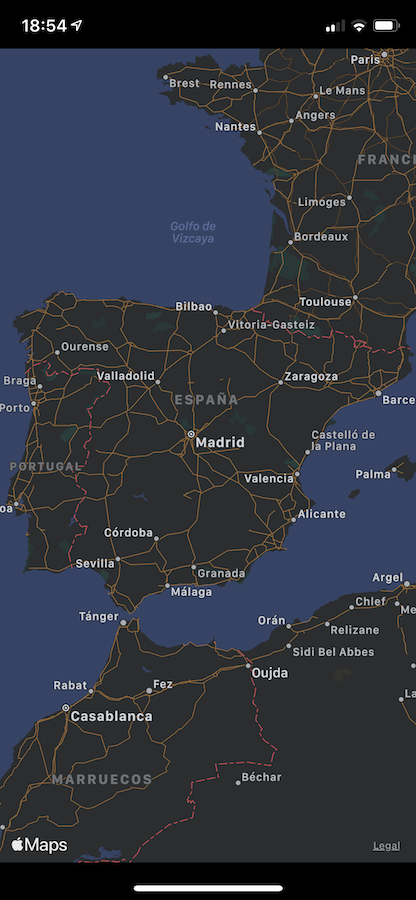 18:54
Paris
Brest
Rennes
Le Mans
Angers
Nantes
FRANC
Limoges
Golfo de
Vizcaya
Bordeaux
Toulouse
Bilbao
Vitoria-Gasteiz
Ourense
Valladolid
Zaragoza
Braga
ESPAÑA
Barce
Porto
Madrid
Castelló de
la Plana
PORTUGAL
Valencia
Palma
oa
Alicante
Córdoba
Sevilla
Granada
Málaga
Argel
Chlef
Me
Tánger
Orán
Relizane
Sidi Bel Abbes
Oujda
Rabat
Fez
La
Casablanca
MARRUECOS
Béchar
Maps
Legal